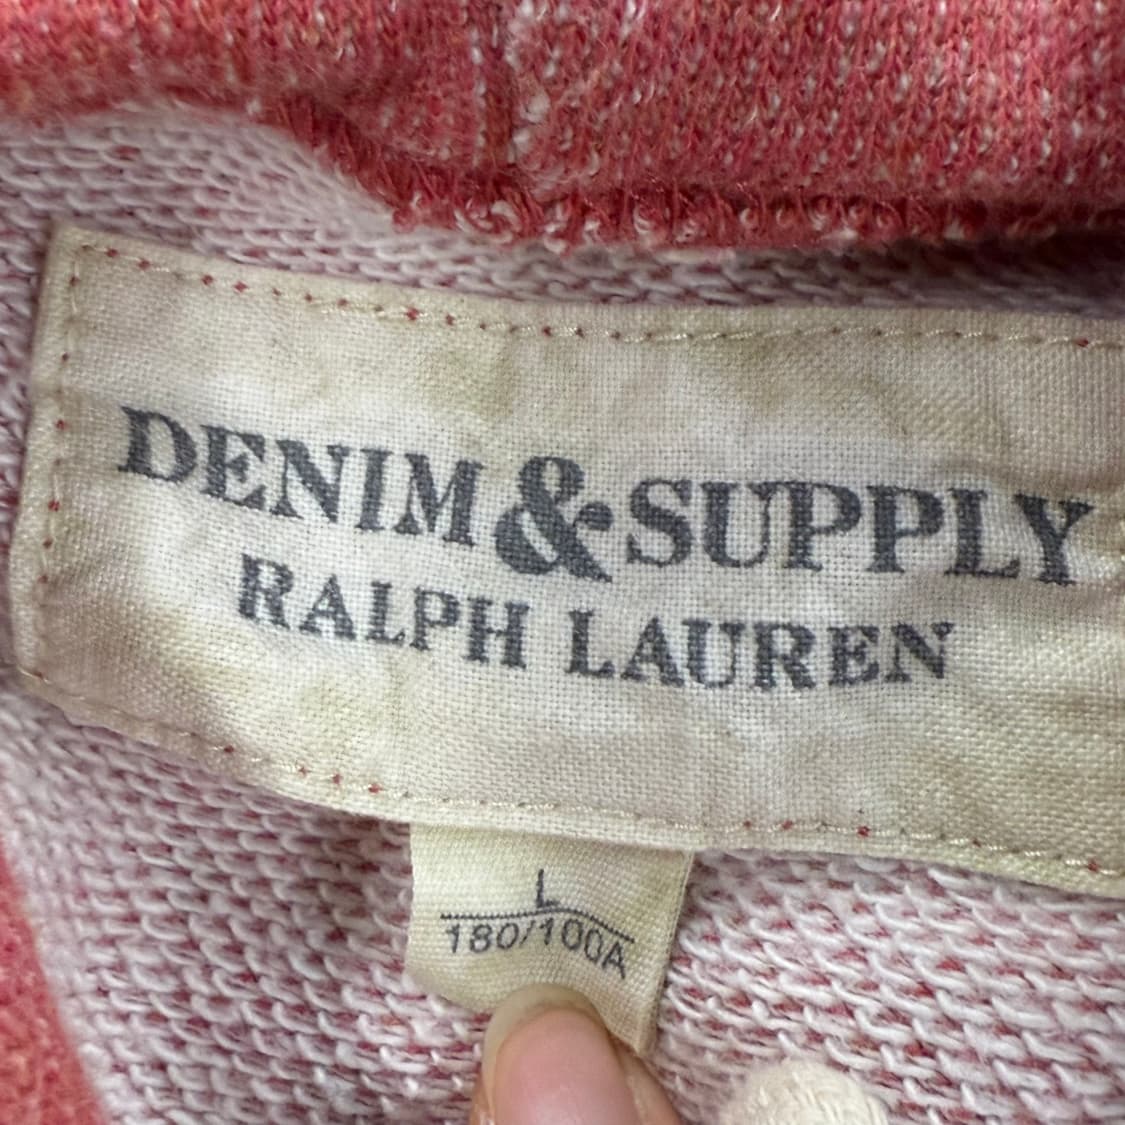 DENIM&SUPPLY
RALPH LAUREN
L
180/100A